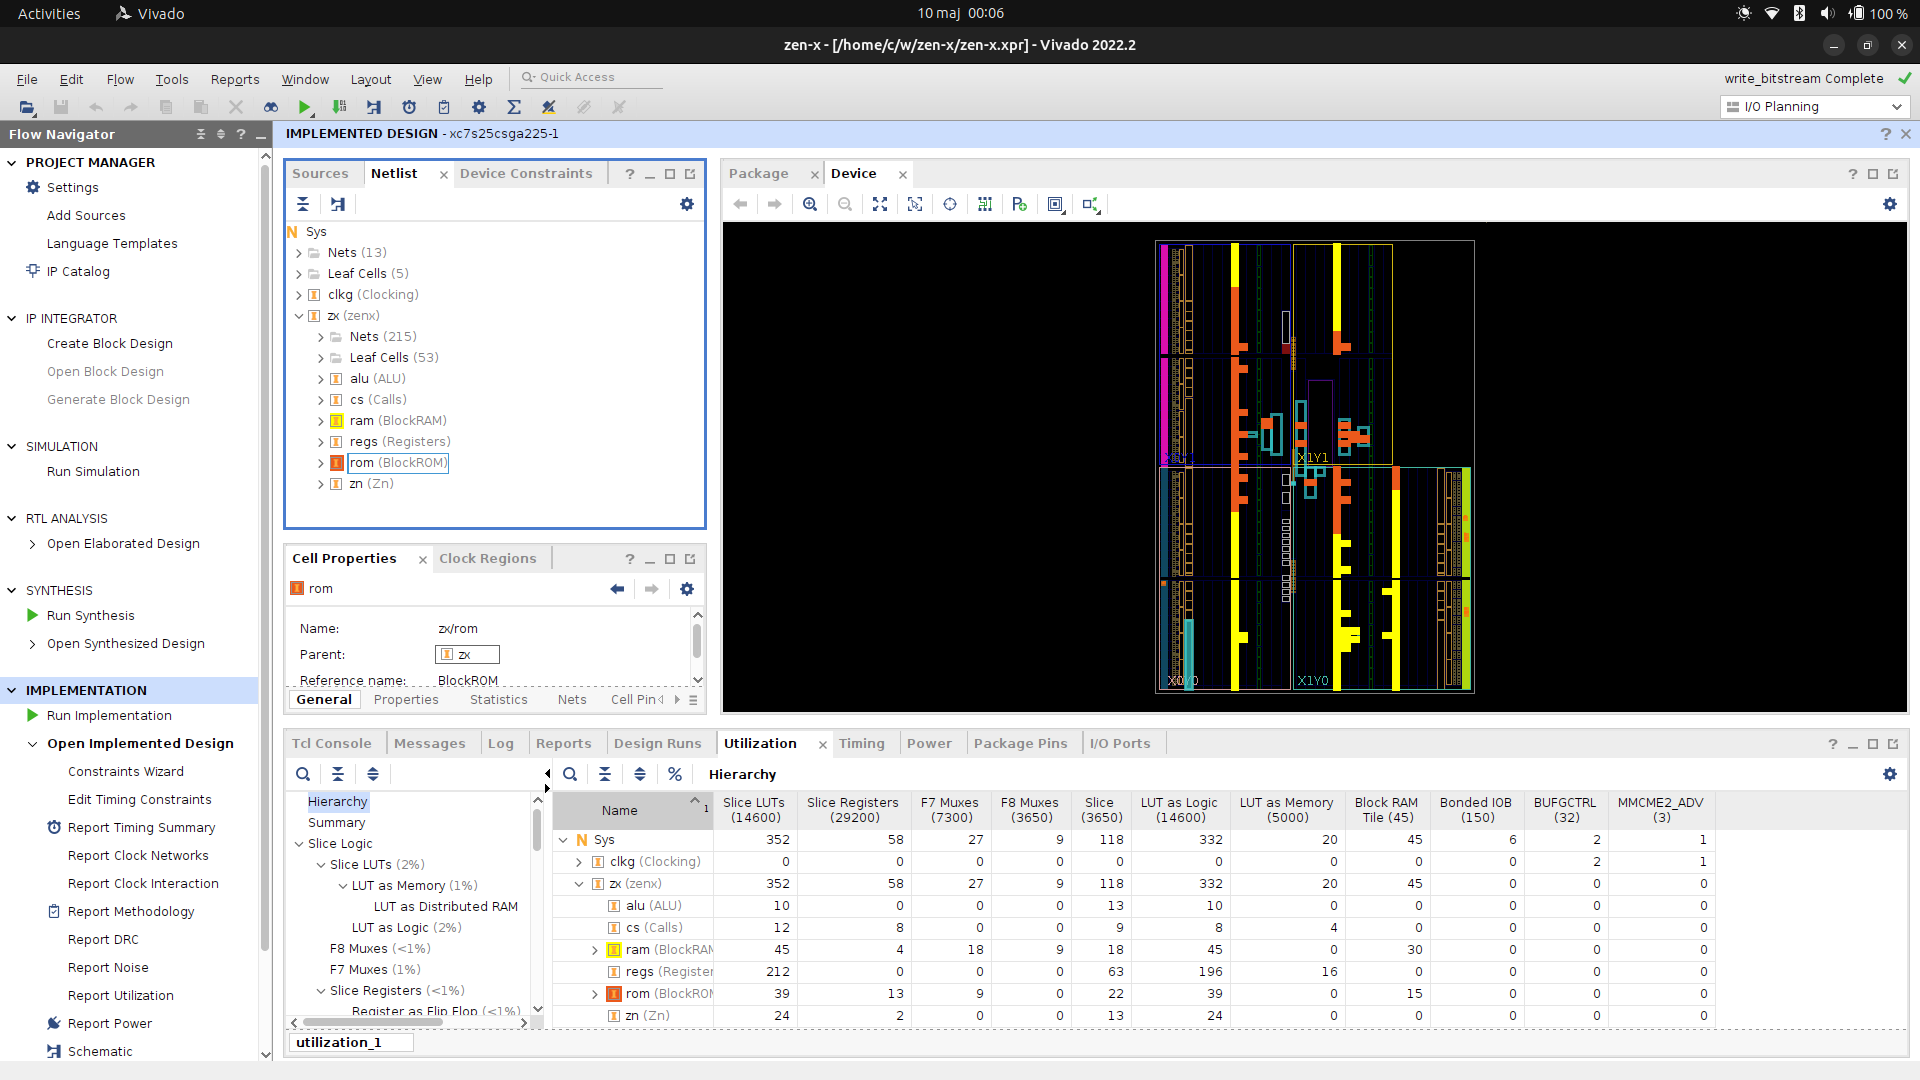 Activities
Vivado
10 maj 00:06
100 %
zen-x - [/home/c/w/zen-x/zen-x.xpr] - Vivado 2022.2
File Edit Flow Tools Reports Window Layout View Help
Quick Access
write_bitstream Complete
I/O Planning
Flow Navigator
PROJECT MANAGER
Settings
Add Sources
Language Templates
IP Catalog
IP INTEGRATOR
Create Block Design
Open Block Design
Generate Block Design
SIMULATION
Run Simulation
RTL ANALYSIS
Open Elaborated Design
SYNTHESIS
Run Synthesis
Open Synthesized Design
IMPLEMENTATION
Run Implementation
Open Implemented Design
Constraints Wizard
Edit Timing Constraints
Report Timing Summary
Report Clock Networks
Report Clock Interaction
Report Methodology
Report DRC
Report Noise
Report Utilization
Report Power
Schematic
IMPLEMENTED DESIGN - xc7s25csga225-1
Sources Netlist Device Constraints
Sys
Nets (13)
Leaf Cells (5)
clkg (Clocking)
zx (zenx)
Nets (215)
Leaf Cells (53)
alu (ALU)
cs (Calls)
ram (BlockRAM)
regs (Registers)
rom (BlockROM)
zn (Zn)
Cell Properties Clock Regions
rom
Name: zx/rom
Parent: zx
Reference name: BlockROM
General Properties Statistics Nets Cell Pin
Package Device
X1Y1
X0Y0
X1Y0
Tcl Console Messages Log Reports Design Runs Utilization Timing Power Package Pins I/O Ports
Hierarchy
Hierarchy
Summary
Slice Logic
Slice LUTs (2%)
LUT as Memory (1%)
LUT as Distributed RAM
LUT as Logic (2%)
F8 Muxes (<1%)
F7 Muxes (1%)
Slice Registers (<1%)
Register as Flip Flop (<1%)
Name 1 Slice LUTs (14600) Slice Registers (29200) F7 Muxes (7300) F8 Muxes (3650) Slice (3650) LUT as Logic (14600) LUT as Memory (5000) Block RAM Tile (45) Bonded IOB (150) BUFGCTRL (32) MMCME2_ADV (3)
Sys 352 58 27 9 118 332 20 45 6 2 1
clkg (Clocking) 0 0 0 0 0 0 0 0 0 2 1
zx (zenx) 352 58 27 9 118 332 20 45 0 0 0
alu (ALU) 10 0 0 0 13 10 0 0 0 0 0
cs (Calls) 12 8 0 0 9 8 4 0 0 0 0
ram (BlockRAM 45 4 18 9 18 45 0 30 0 0 0
regs (Register 212 0 0 0 63 196 16 0 0 0 0
rom (BlockROM 39 13 9 0 22 39 0 15 0 0 0
zn (Zn) 24 2 0 0 13 24 0 0 0 0 0
utilization_1